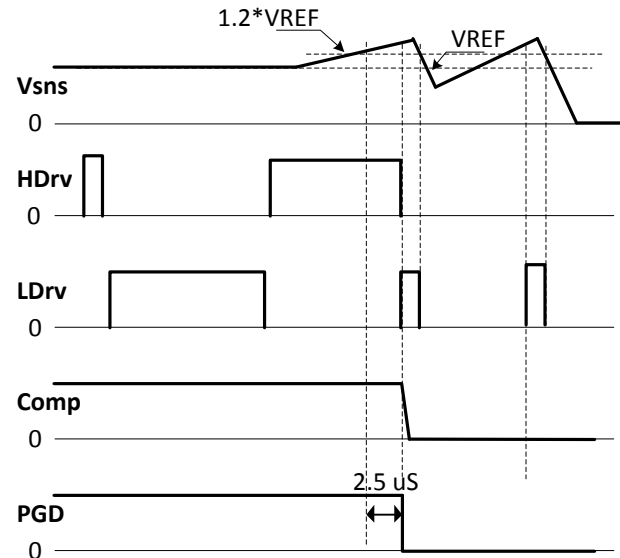 1.2*VREF
VREF
Vsns
0
HDrv
0
LDrv
0
Comp
0
2.5 uS
PGD
0